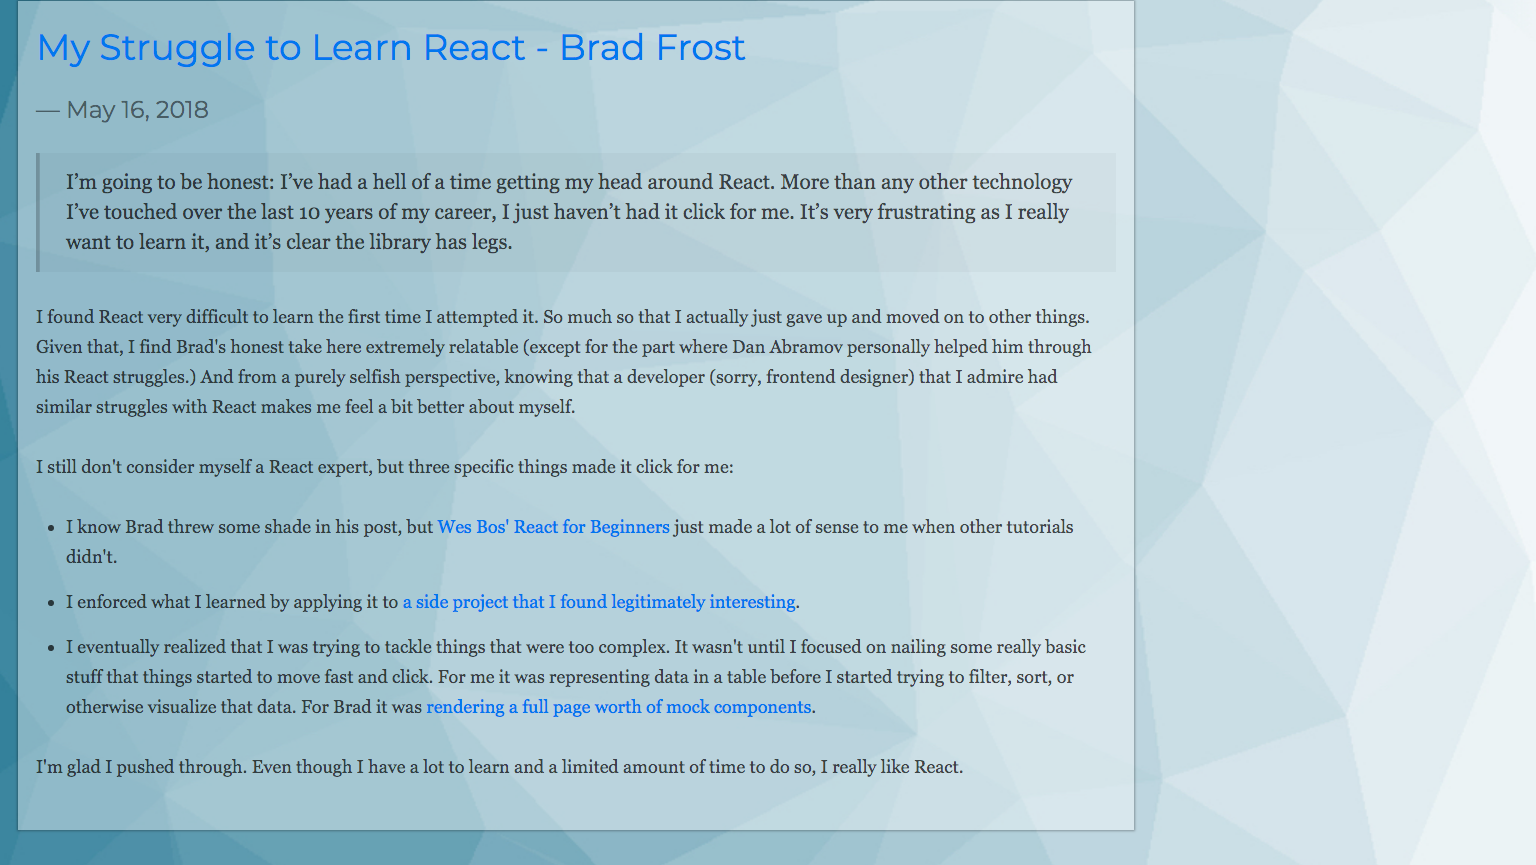 My Struggle to Learn React - Brad Frost
— May 16, 2018
I’m going to be honest: I’ve had a hell of a time getting my head around React. More than any other technology
I’ve touched over the last 10 years of my career, I just haven’t had it click for me. It’s very frustrating as I really
want to learn it, and it’s clear the library has legs.
I found React very difficult to learn the first time I attempted it. So much so that I actually just gave up and moved on to other things.
Given that, I find Brad's honest take here extremely relatable (except for the part where Dan Abramov personally helped him through
his React struggles.) And from a purely selfish perspective, knowing that a developer (sorry, frontend designer) that I admire had
similar struggles with React makes me feel a bit better about myself.
I still don't consider myself a React expert, but three specific things made it click for me:
• I know Brad threw some shade in his post, but Wes Bos' React for Beginners just made a lot of sense to me when other tutorials
didn't.
• I enforced what I learned by applying it to a side project that I found legitimately interesting.
• I eventually realized that I was trying to tackle things that were too complex. It wasn't until I focused on nailing some really basic
stuff that things started to move fast and click. For me it was representing data in a table before I started trying to filter, sort, or
otherwise visualize that data. For Brad it was rendering a full page worth of mock components.
I'm glad I pushed through. Even though I have a lot to learn and a limited amount of time to do so, I really like React.